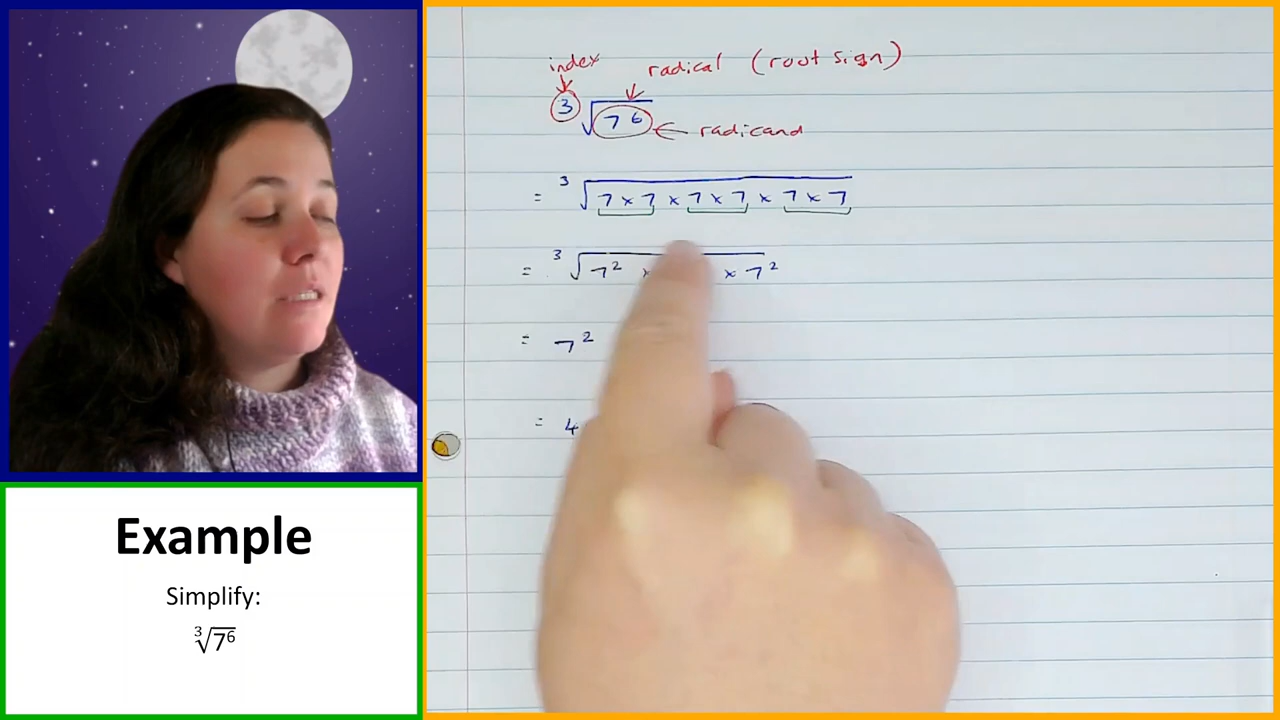 index
radical (root sign)
3√7⁶
radicand
= 3√7 × 7 × 7 × 7 × 7 × 7
= 3√7² × × 7²
= 7²
= 4
Example
Simplify:
3√7⁶